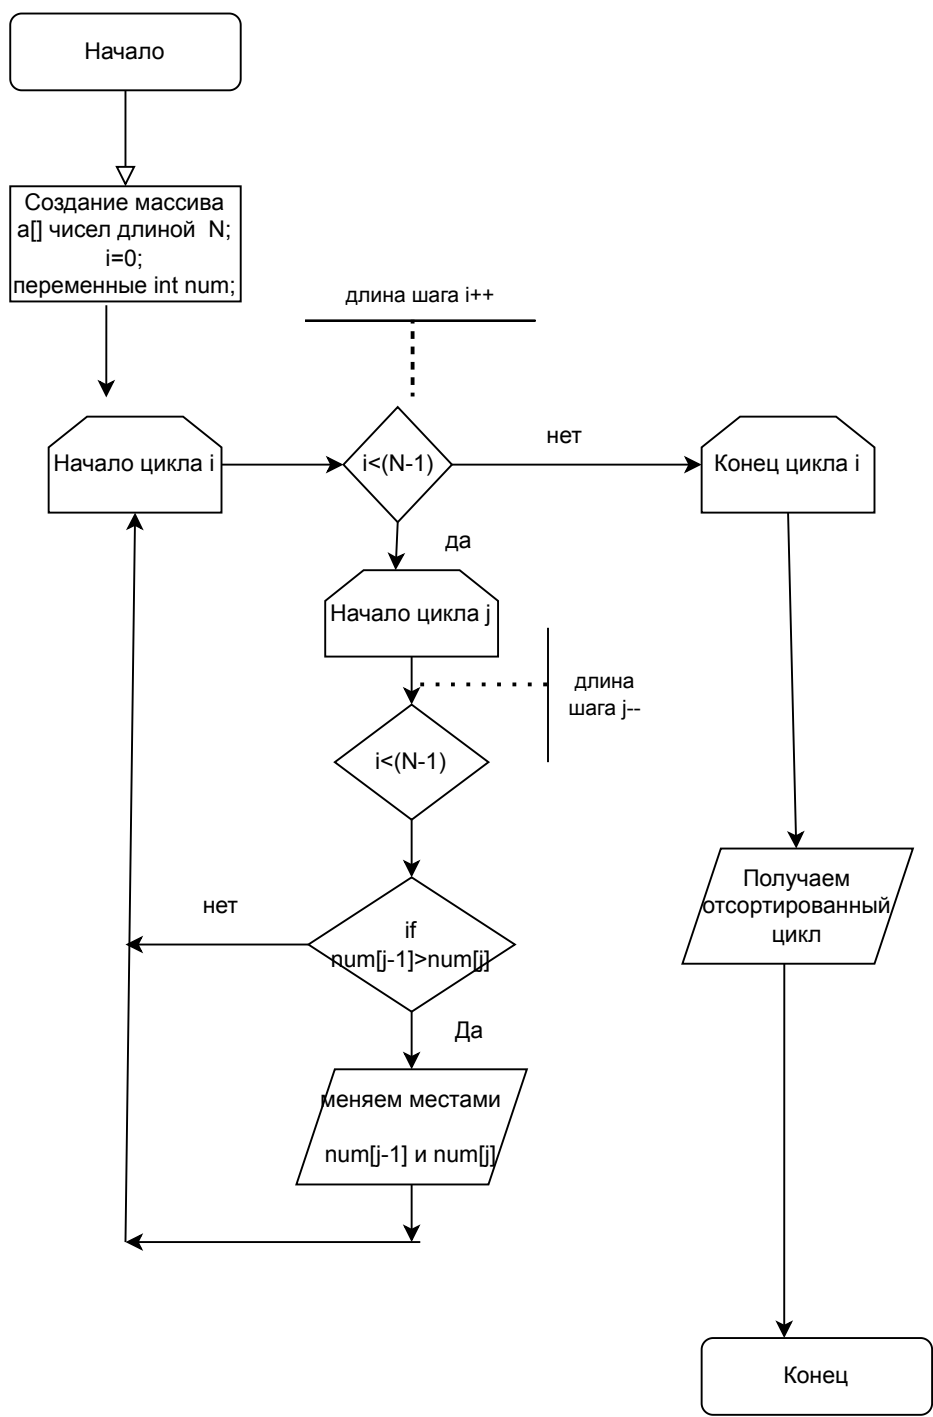 Начало
Создание массива
a[] чисел длиной N;
i=0;
переменные int num;
длина шага i++
Начало цикла i
i<(N-1)
нет
Конец цикла i
да
Начало цикла j
длина
шага j--
i<(N-1)
Получаем
отсортированный
цикл
нет
if
num[j-1]>num[j]
Да
меняем местами
num[j-1] и num[j]
Конец